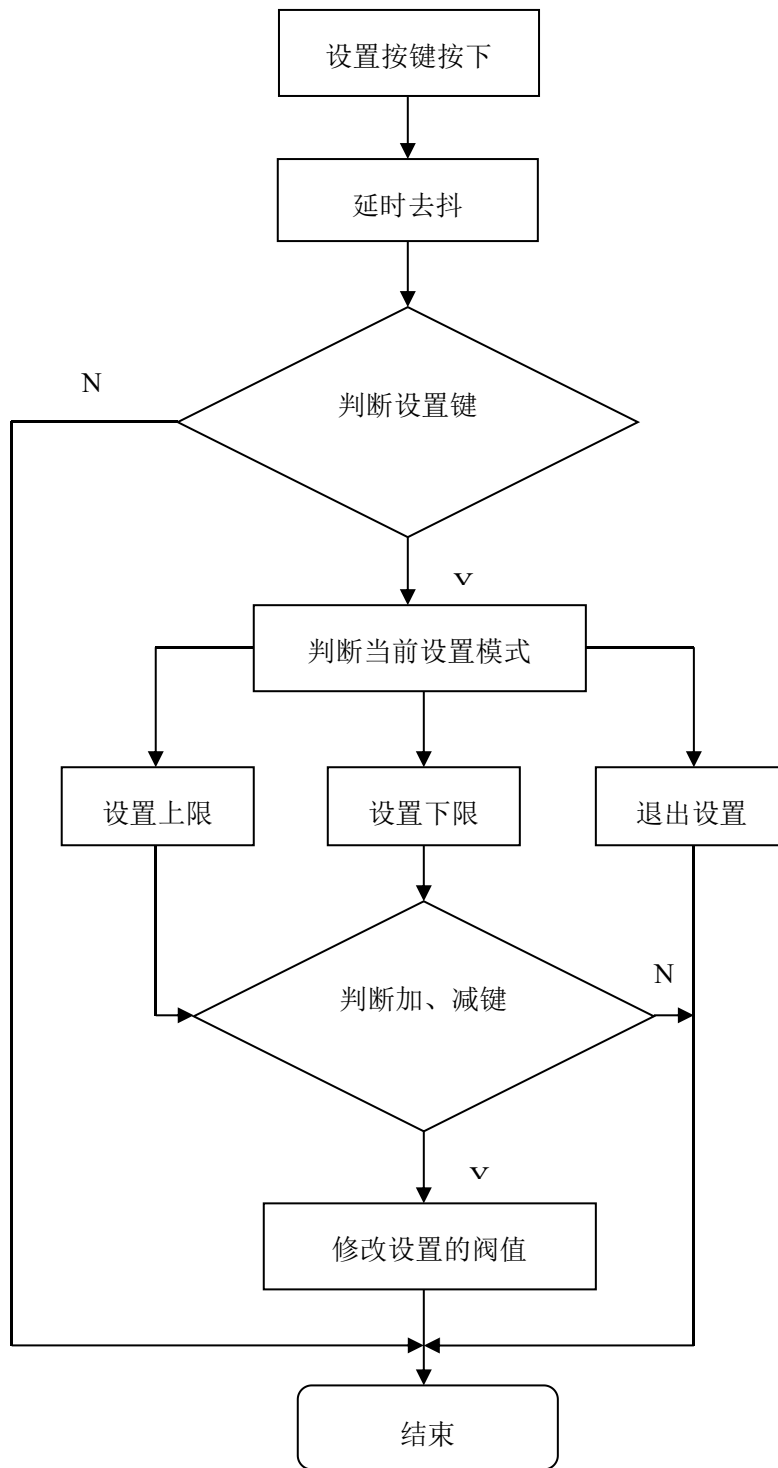 设置按键按下
延时去抖
N
判断设置键
v
判断当前设置模式
设置上限
设置下限
退出设置
N
判断加、减键
v
修改设置的阀值
结束